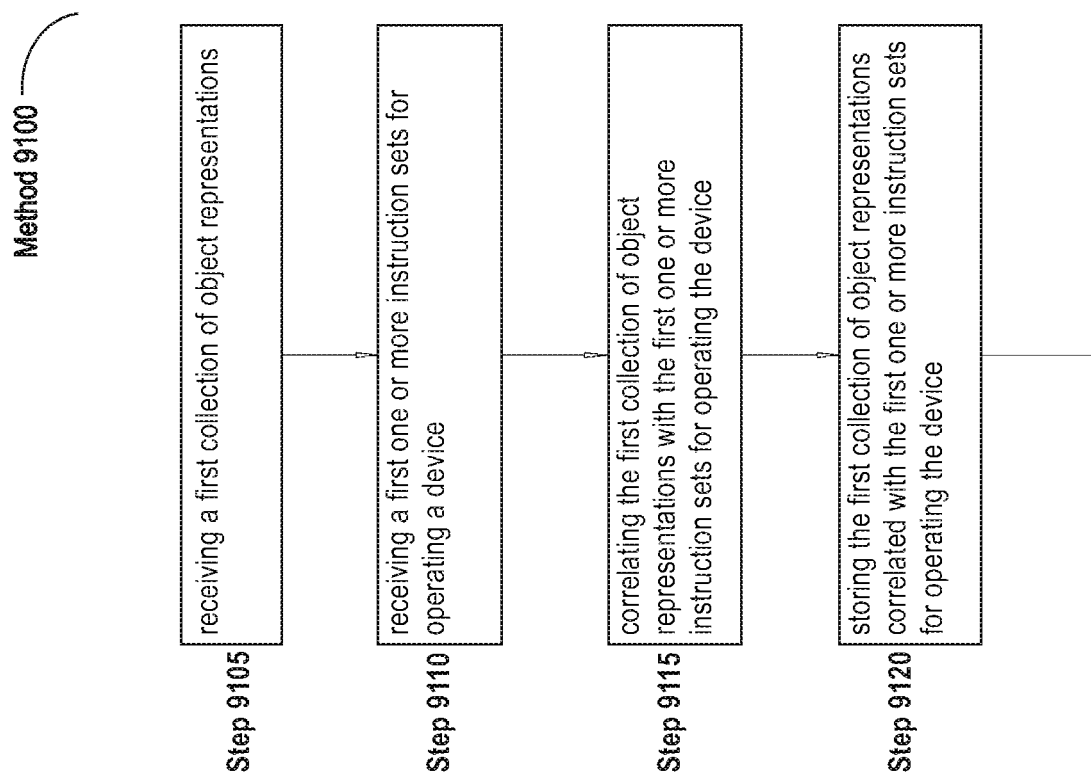 Method 9100
Step 9105
receiving a first collection of object representations
Step 9110
receiving a first one or more instruction sets for
operating a device
Step 9115
correlating the first collection of object
representations with the first one or more
instruction sets for operating the device
Step 9120
storing the first collection of object representations
correlated with the first one or more instruction sets
for operating the device